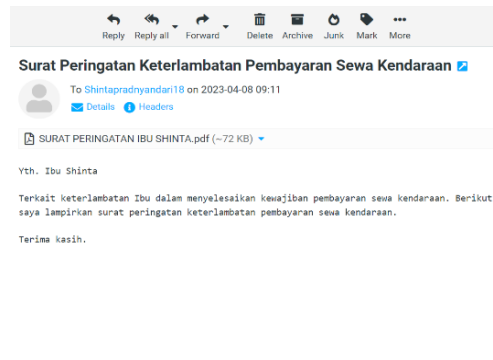 Reply Reply all Forward Delete Archive Junk Mark More
Surat Peringatan Keterlambatan Pembayaran Sewa Kendaraan
To Shintapradnyandari18 on 2023-04-08 09:11
Details Headers
SURAT PERINGATAN IBU SHINTA.pdf (~72 KB)
Yth. Ibu Shinta
Terkait keterlambatan Ibu dalam menyelesaikan kewajiban pembayaran sewa kendaraan. Berikut
saya lampirkan surat peringatan keterlambatan pembayaran sewa kendaraan.
Terima kasih.